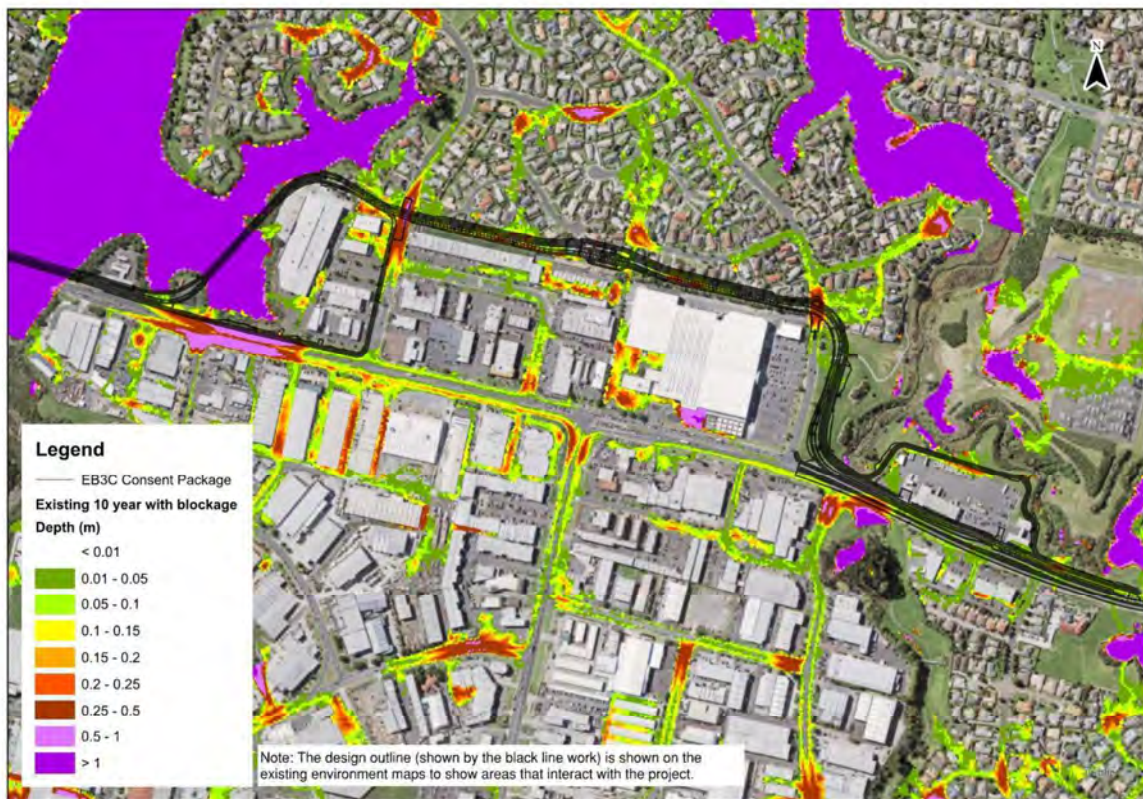 N
Legend
EB3C Consent Package
Existing 10 year with blockage
Depth (m)
< 0.01
0.01 - 0.05
0.05 - 0.1
0.1 - 0.15
0.15 - 0.2
0.2 - 0.25
0.25 - 0.5
0.5 - 1
> 1
Note: The design outline (shown by the black line work) is shown on the
existing environment maps to show areas that interact with the project.